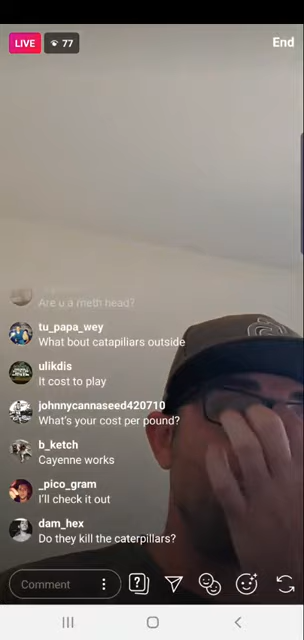 LIVE
77
End
Are u a meth head?
tu_papa_wey
What bout catapiliars outside
ulikdis
It cost to play
johnnycannaseed420710
What's your cost per pound?
b_ketch
Cayenne works
_pico_gram
I'll check it out
dam_hex
Do they kill the caterpillars?
Comment